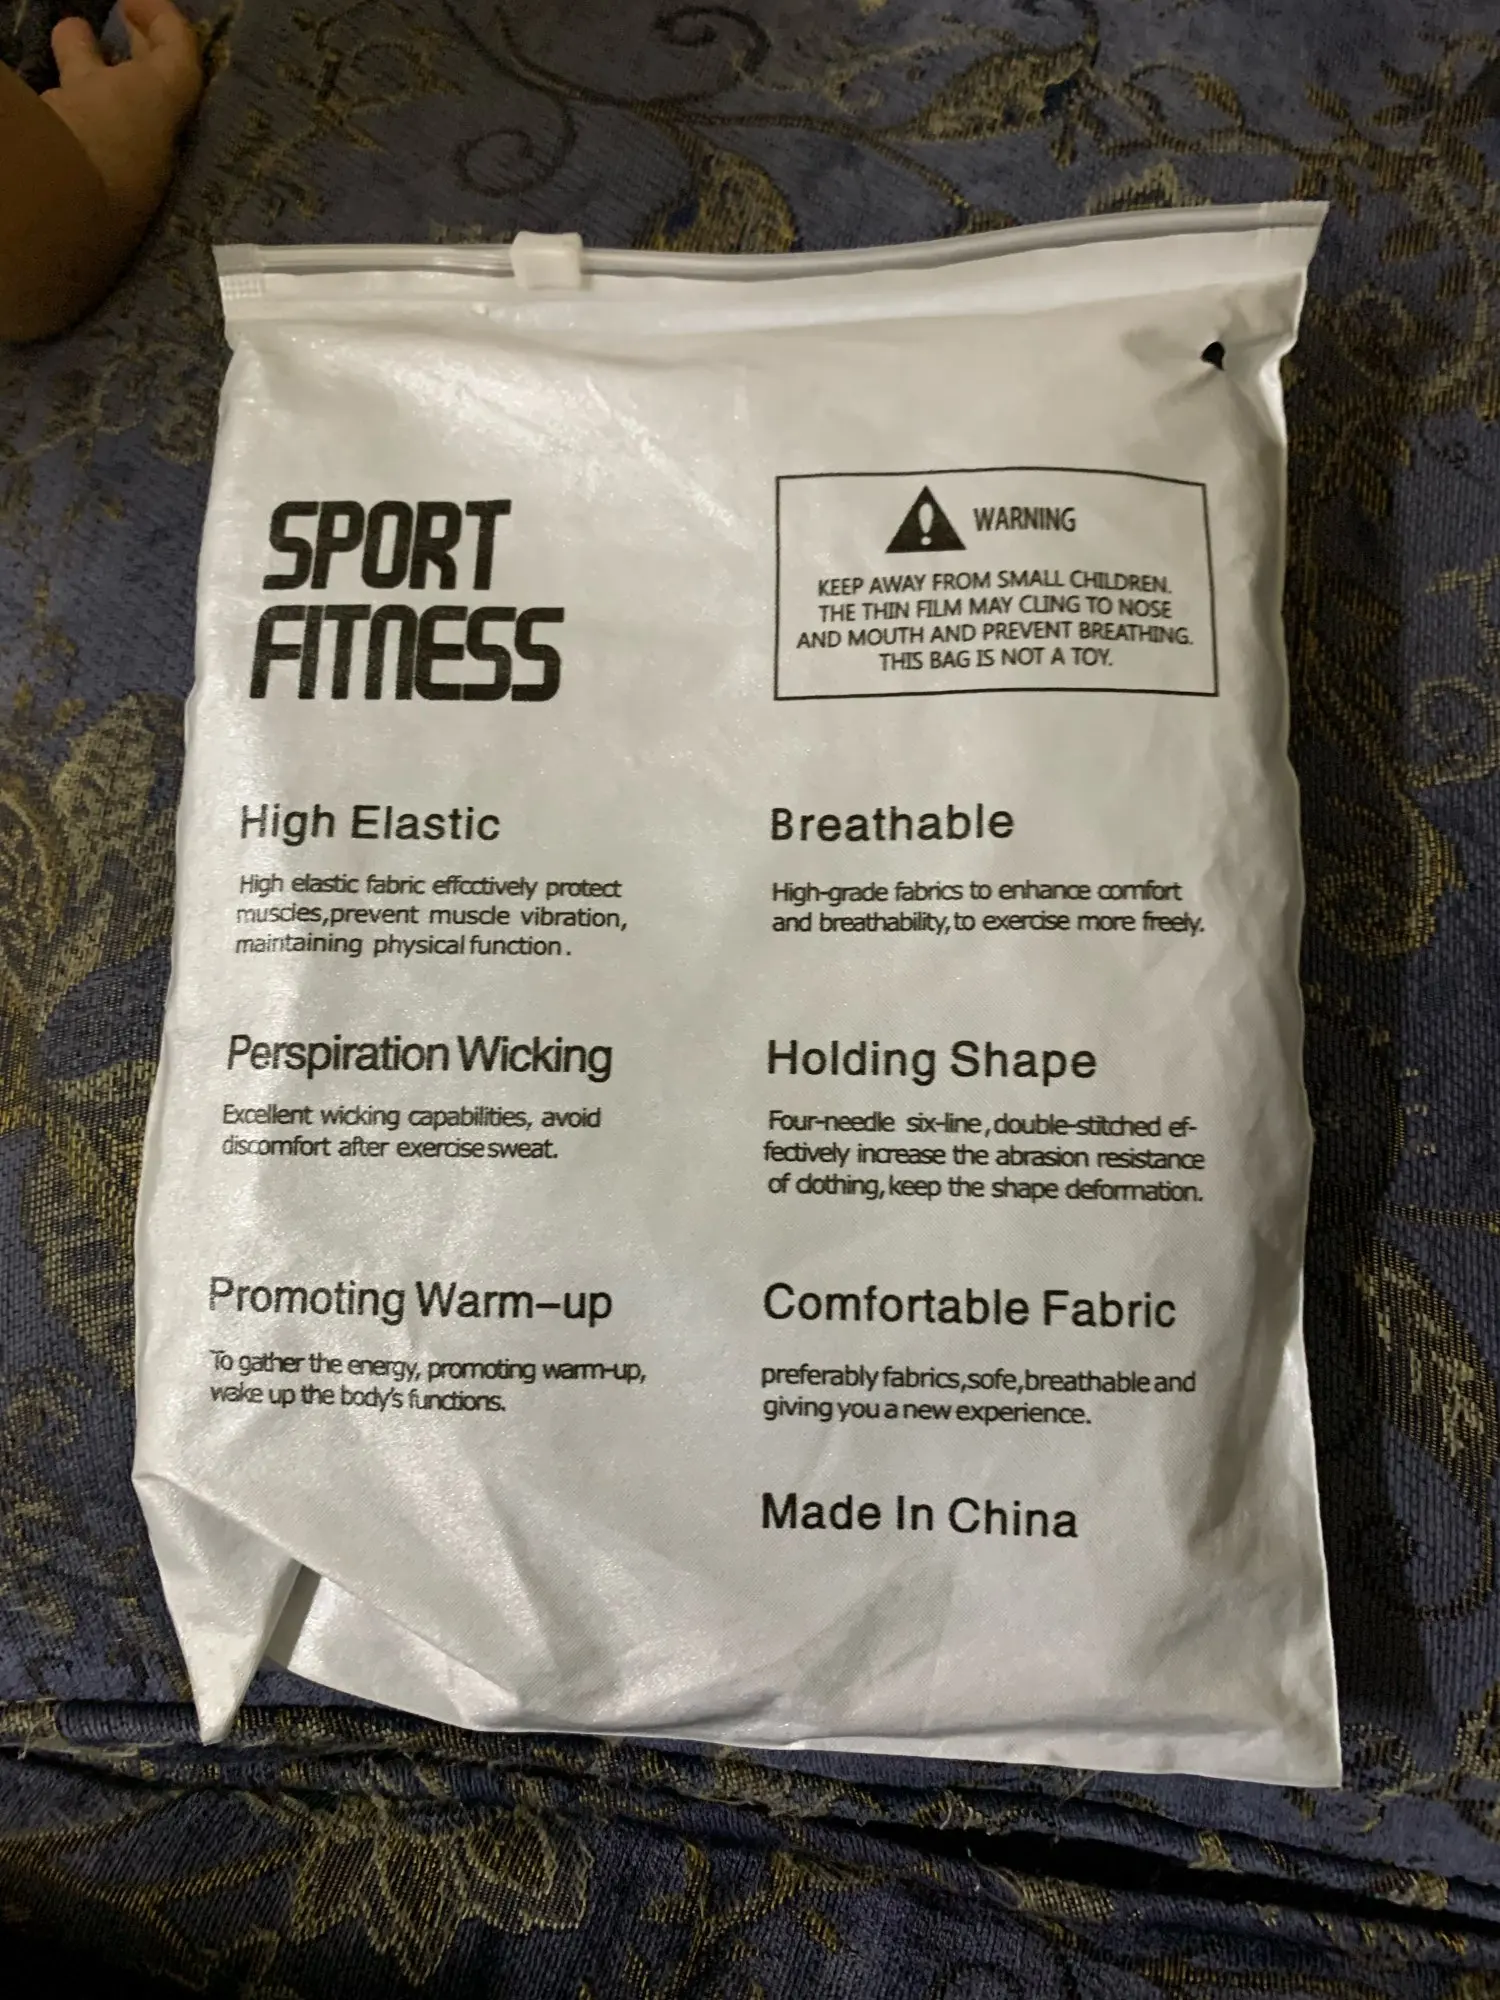 SPORT
FITNESS
WARNING
KEEP AWAY FROM SMALL CHILDREN.
THE THIN FILM MAY CLING TO NOSE
AND MOUTH AND PREVENT BREATHING.
THIS BAG IS NOT A TOY.
High Elastic
High elastic fabric effcctively protect
muscles,prevent muscle vibration,
maintaining physical function.
Breathable
High-grade fabrics to enhance comfort
and breathability,to exercise more freely.
Perspiration Wicking
Excellent wicking capabilities, avoid
discomfort after exercise sweat.
Holding Shape
Four-needle six-line,double-stitched ef-
fectively increase the abrasion resistance
of clothing,keep the shape deformation.
Promoting Warm-up
To gather the energy, promoting warm-up,
wake up the body's functions.
Comfortable Fabric
preferably fabrics,sofe,breathable and
giving you a new experience.
Made In China